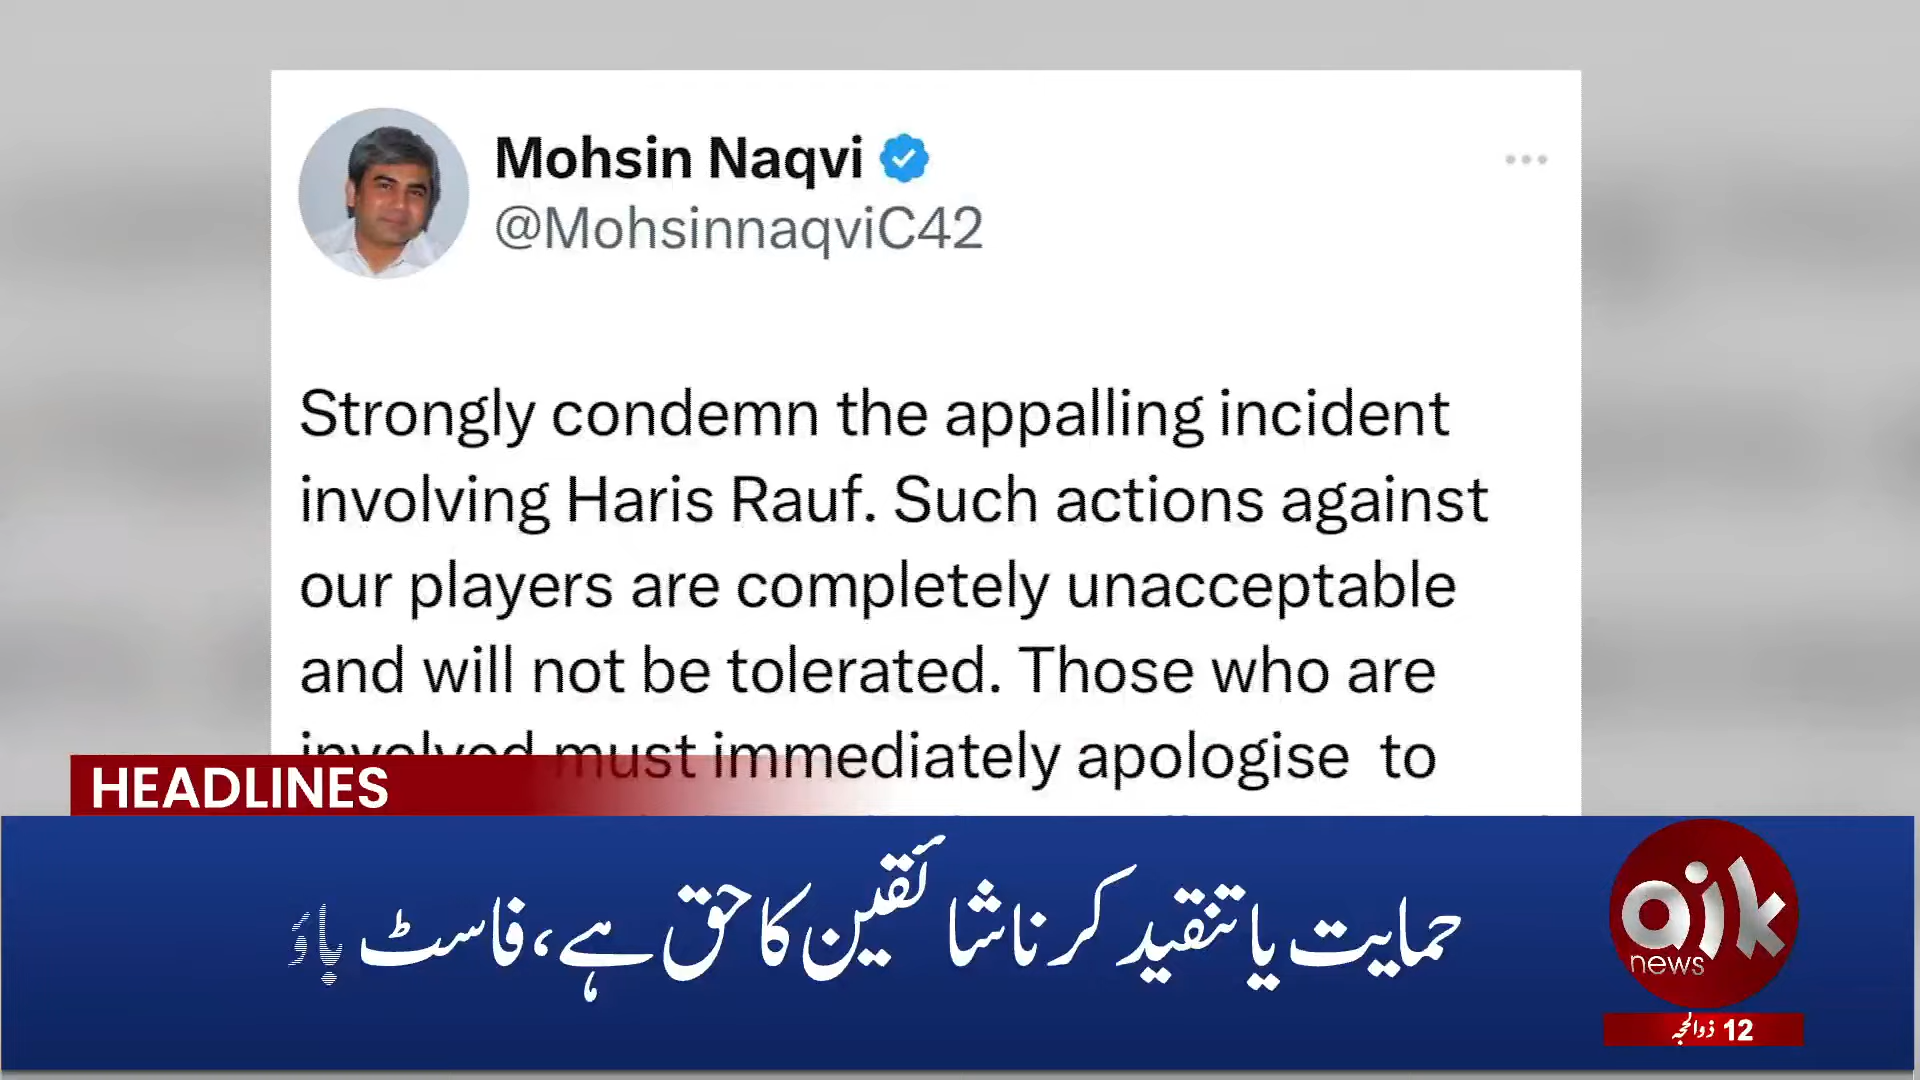 Mohsin Naqvi
@MohsinnaqviC42
Strongly condemn the appalling incident
involving Haris Rauf. Such actions against
our players are completely unacceptable
and will not be tolerated. Those who are
involved must immediately apologise to
HEADLINES
حمایت یا تنقید کرنا شائقین کا حق ہے، فاسٹ باؤ
ajk
news
12 ذوالحجہ